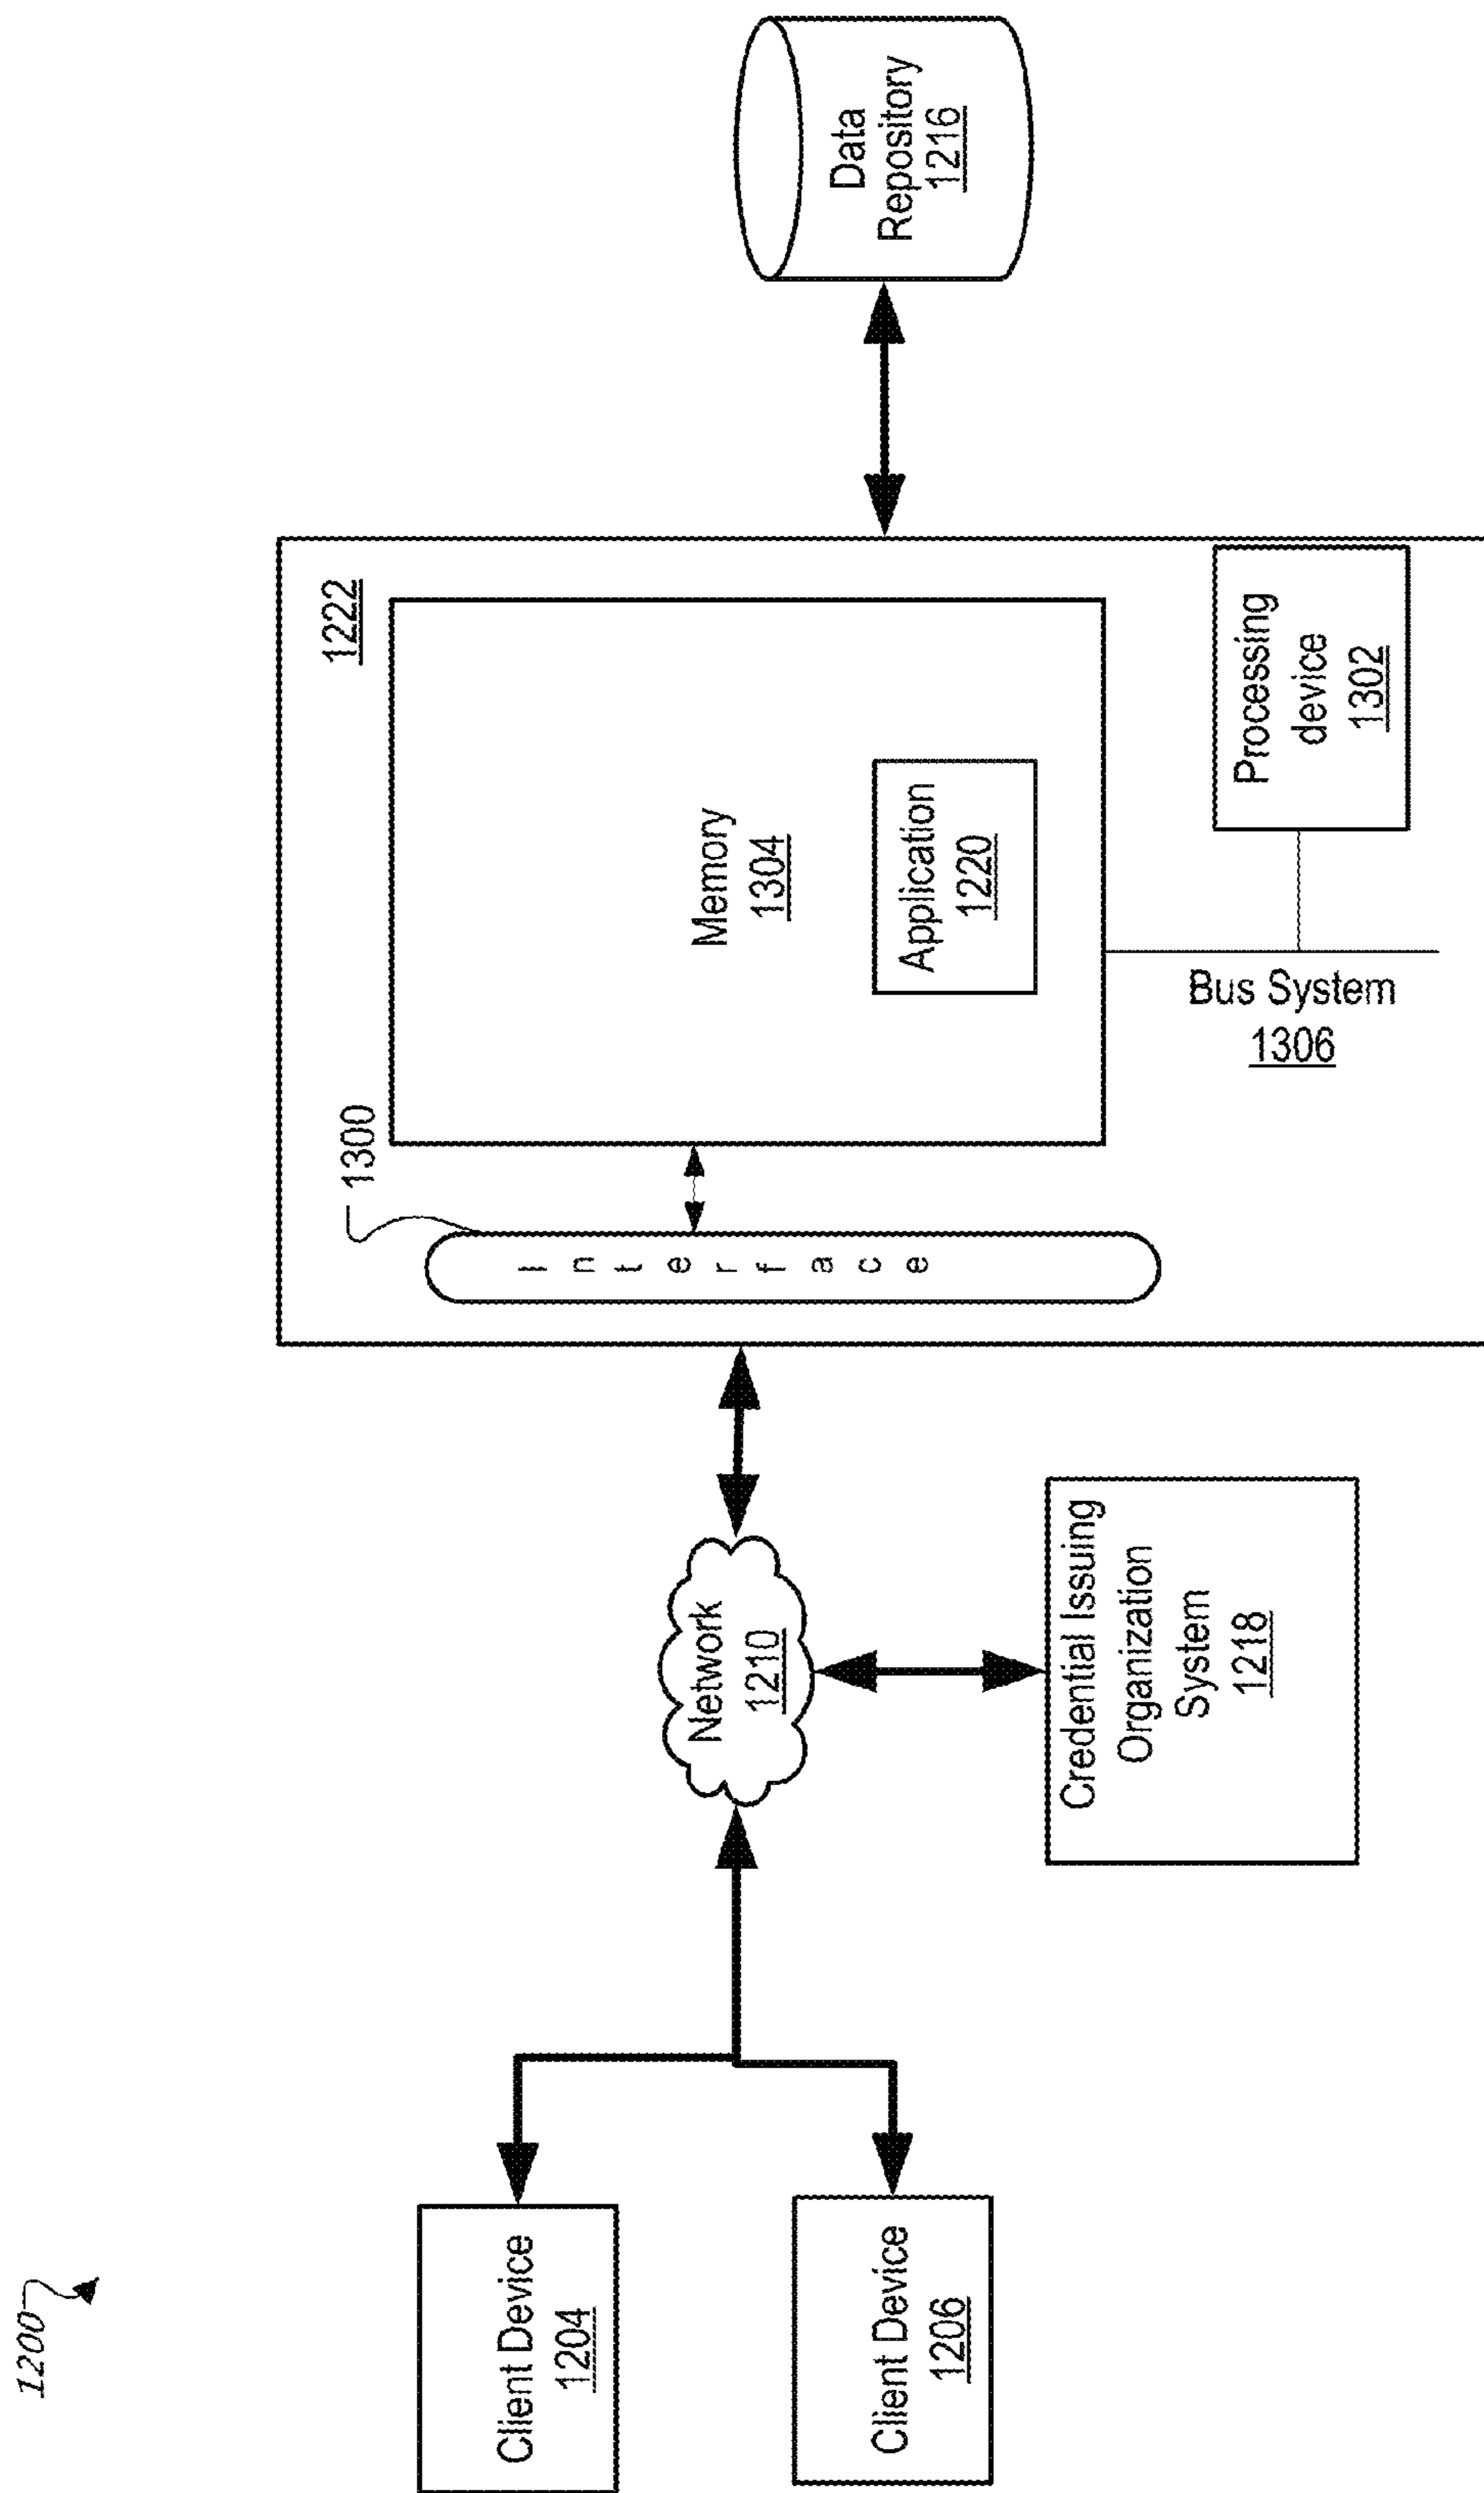 1200
Client Device
1204
Client Device
1206
Network
1210
Credential Issuing
Organization
System
1218
1222
1300
Interface
Memory
1304
Application
1220
Bus System
1306
Processing
device
1302
Data
Repository
1216